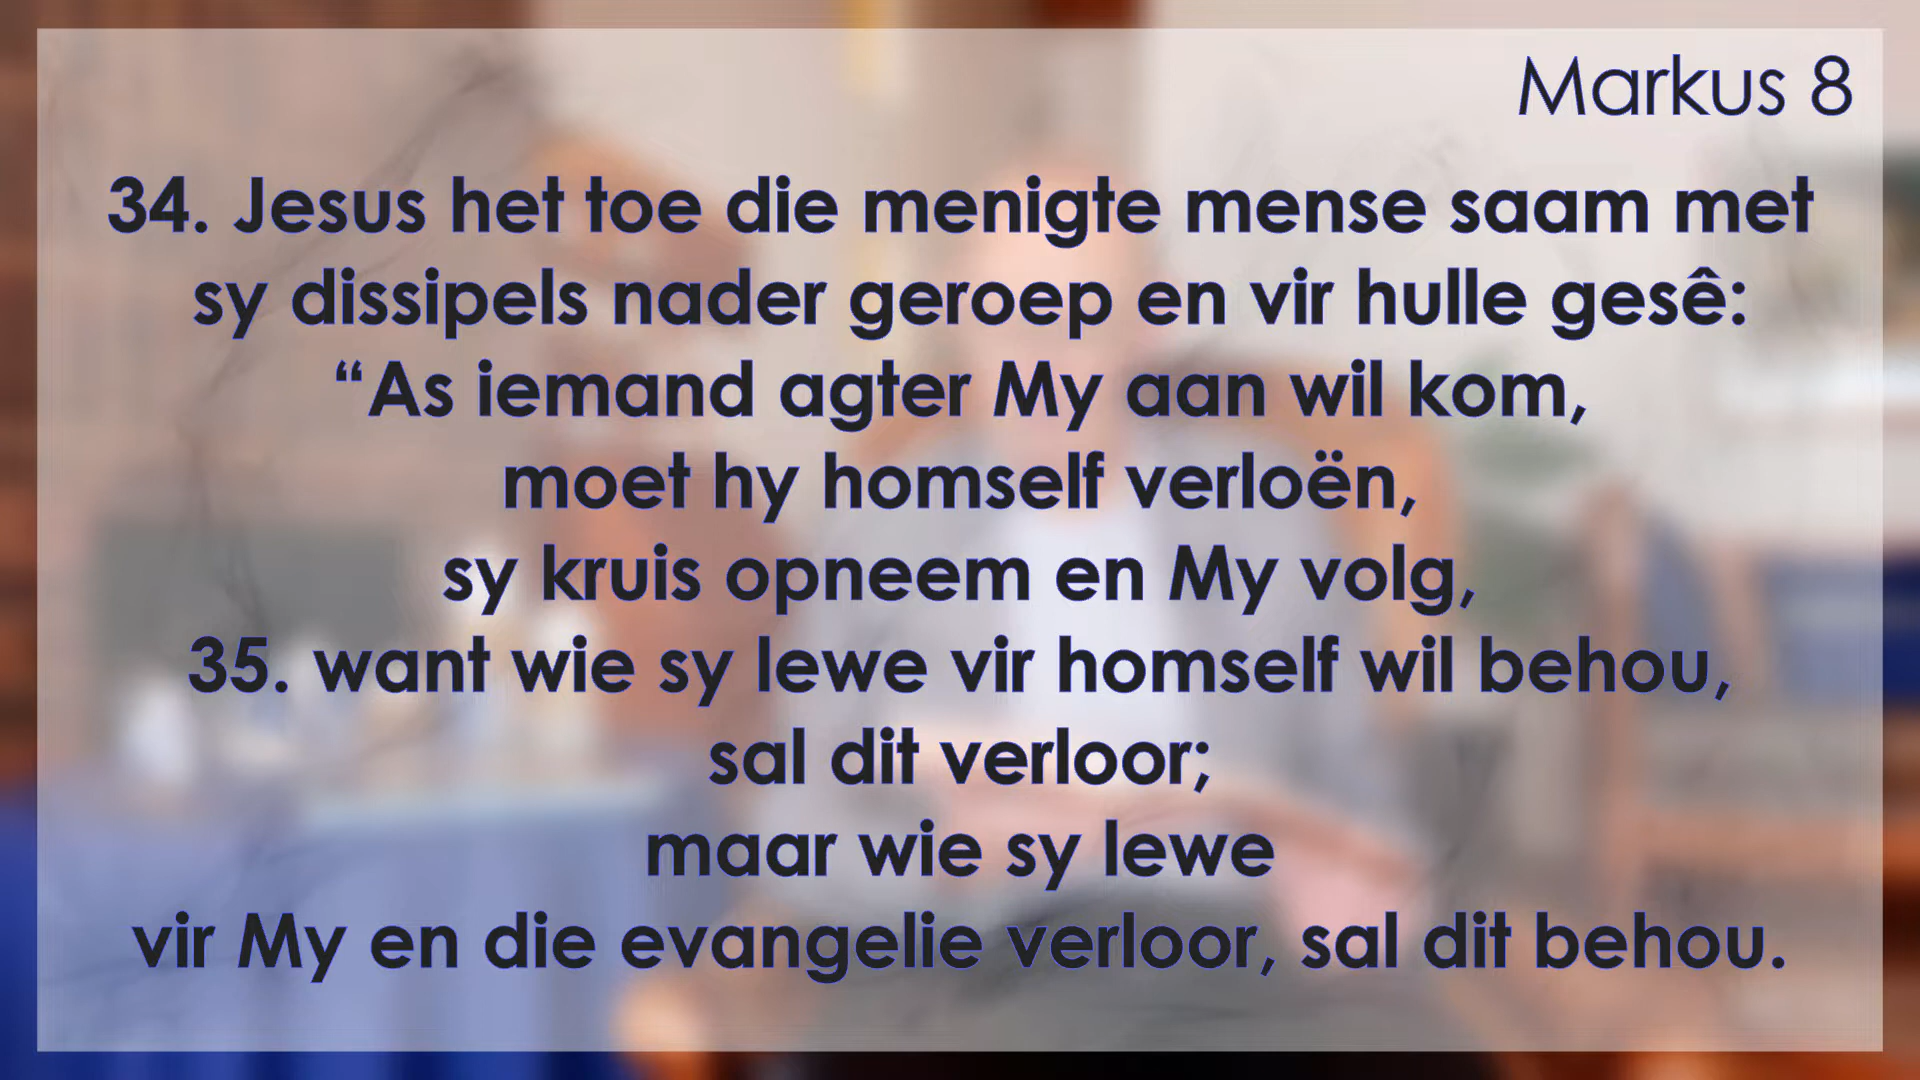 Markus 8
34. Jesus het toe die menigte mense saam met
sy dissipels nader geroep en vir hulle gesê:
“As iemand agter My aan wil kom,
moet hy homself verloën,
sy kruis opneem en My volg,
35. want wie sy lewe vir homself wil behou,
sal dit verloor;
maar wie sy lewe
vir My en die evangelie verloor, sal dit behou.